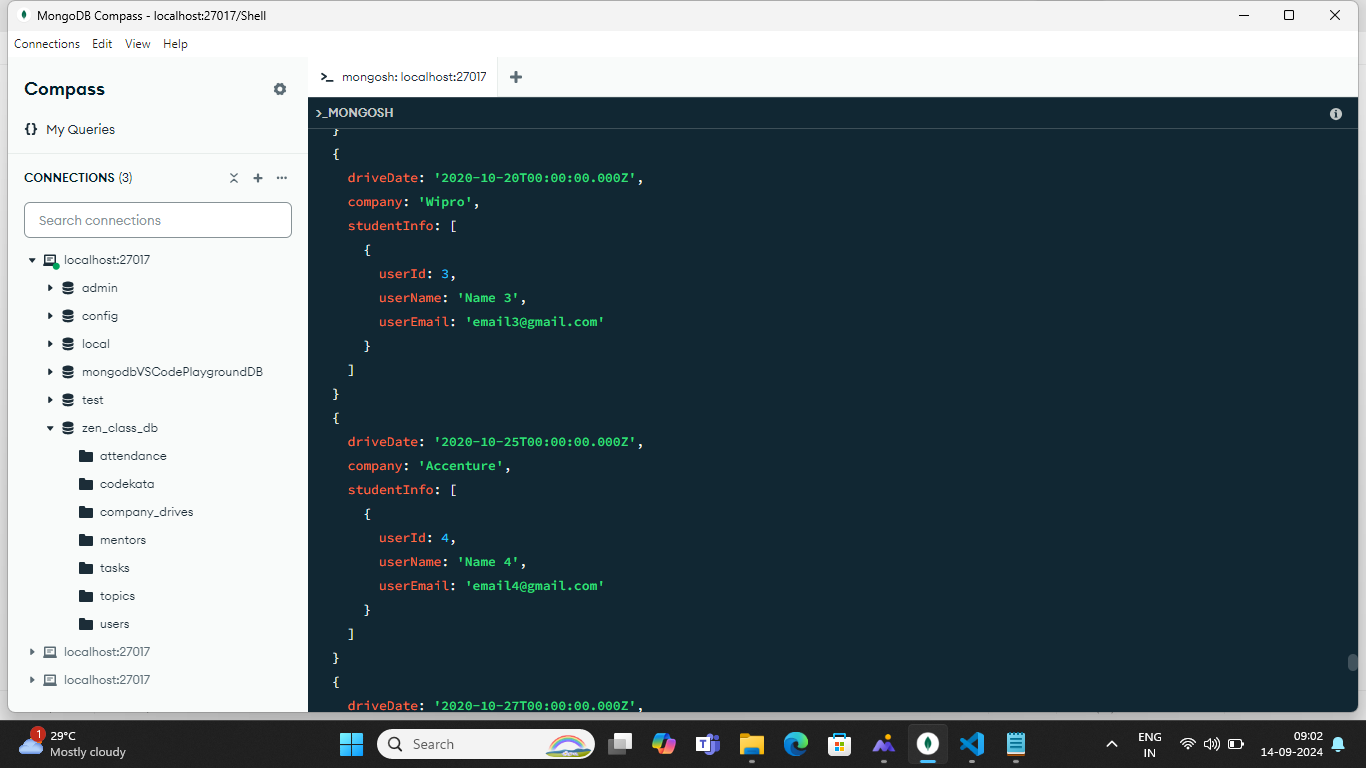 MongoDB Compass - localhost:27017/Shell
Connections Edit View Help
Compass
{} My Queries
CONNECTIONS (3)
Search connections
localhost:27017
admin
config
local
mongodbVSCodePlaygroundDB
test
zen_class_db
attendance
codekata
company_drives
mentors
tasks
topics
users
localhost:27017
localhost:27017
>_ mongosh: localhost:27017 +
>_MONGOSH
}
{
driveDate: '2020-10-20T00:00:00.000Z',
company: 'Wipro',
studentInfo: [
{
userId: 3,
userName: 'Name 3',
userEmail: 'email3@gmail.com'
}
]
}
{
driveDate: '2020-10-25T00:00:00.000Z',
company: 'Accenture',
studentInfo: [
{
userId: 4,
userName: 'Name 4',
userEmail: 'email4@gmail.com'
}
]
}
{
driveDate: '2020-10-27T00:00:00.000Z',
1
29°C
Mostly cloudy
Search
ENG
IN
09:02
14-09-2024